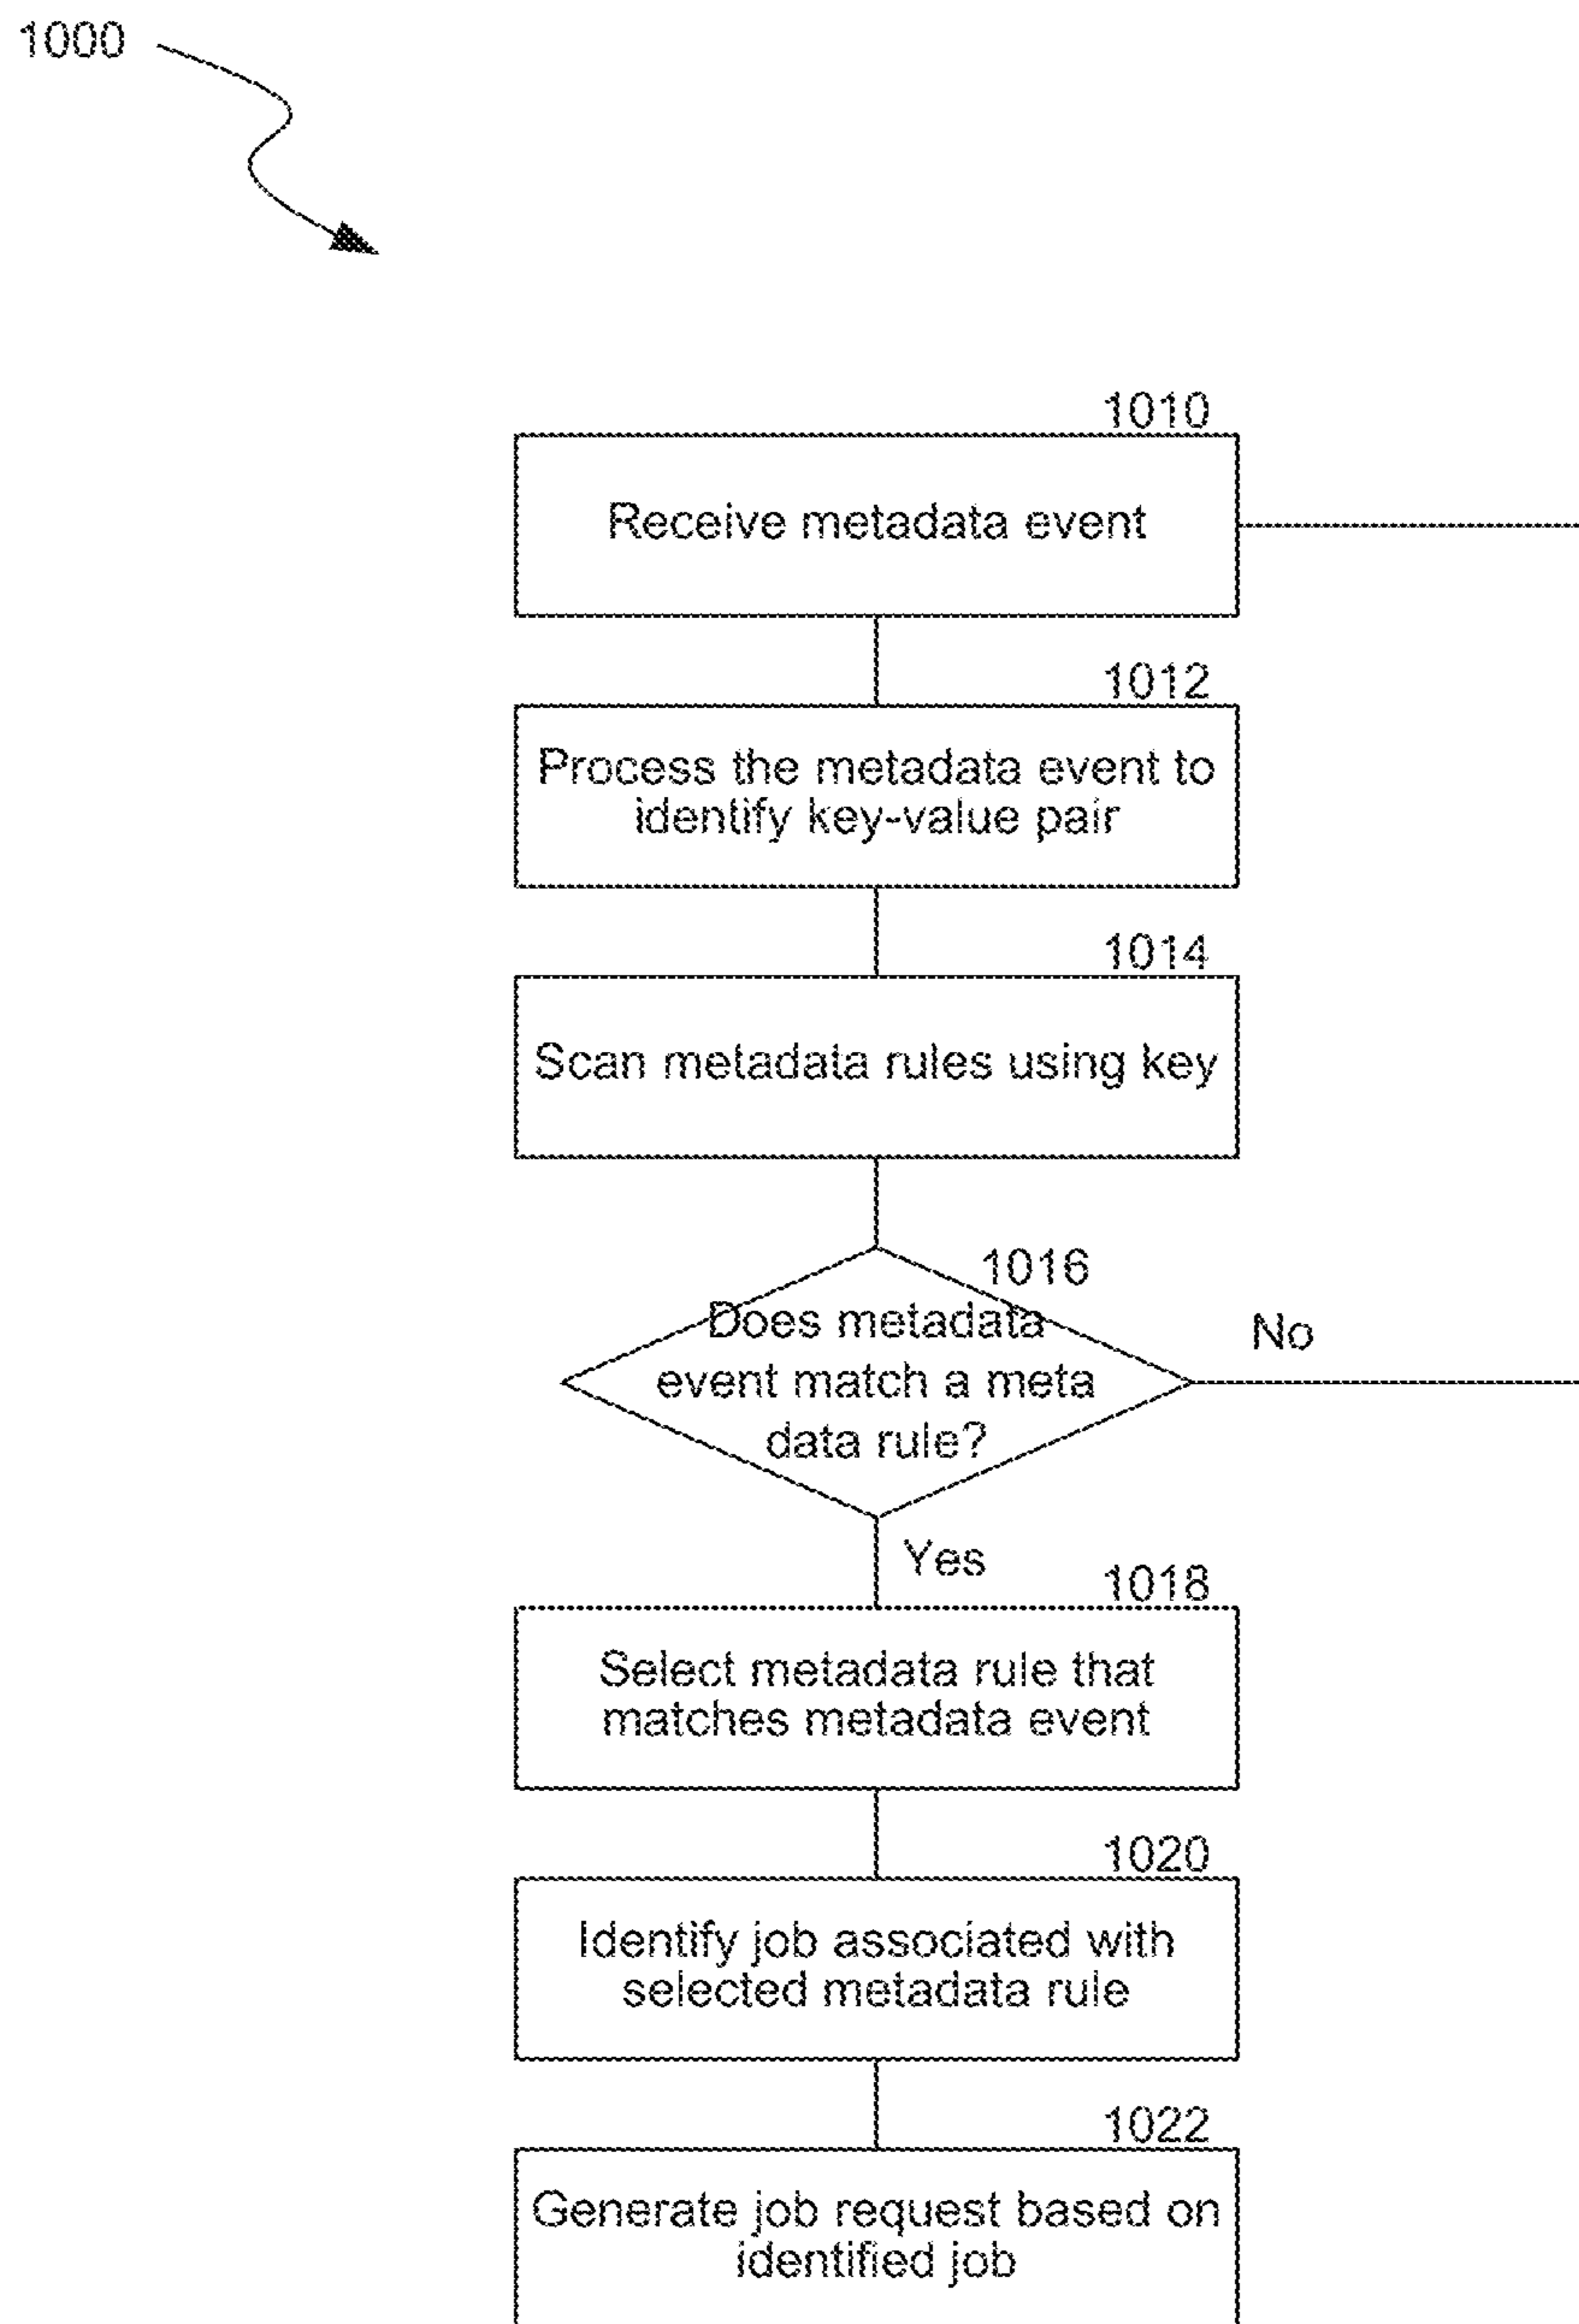 1000
1010
Receive metadata event
1012
Process the metadata event to
identify key-value pair
1014
Scan metadata rules using key
1016
Does metadata
event match a meta
data rule?
No
Yes
1018
Select metadata rule that
matches metadata event
1020
Identify job associated with
selected metadata rule
1022
Generate job request based on
identified job